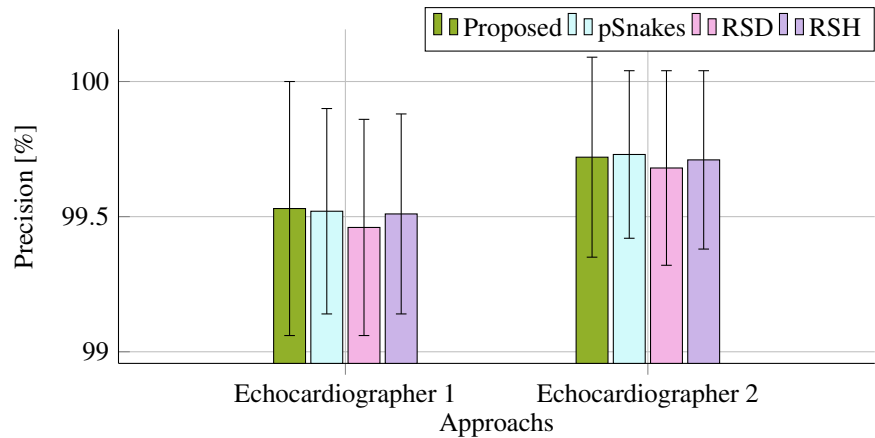 Proposed pSnakes RSD RSH
100
99.5
99
Precision [%]
Echocardiographer 1 Echocardiographer 2
Approachs